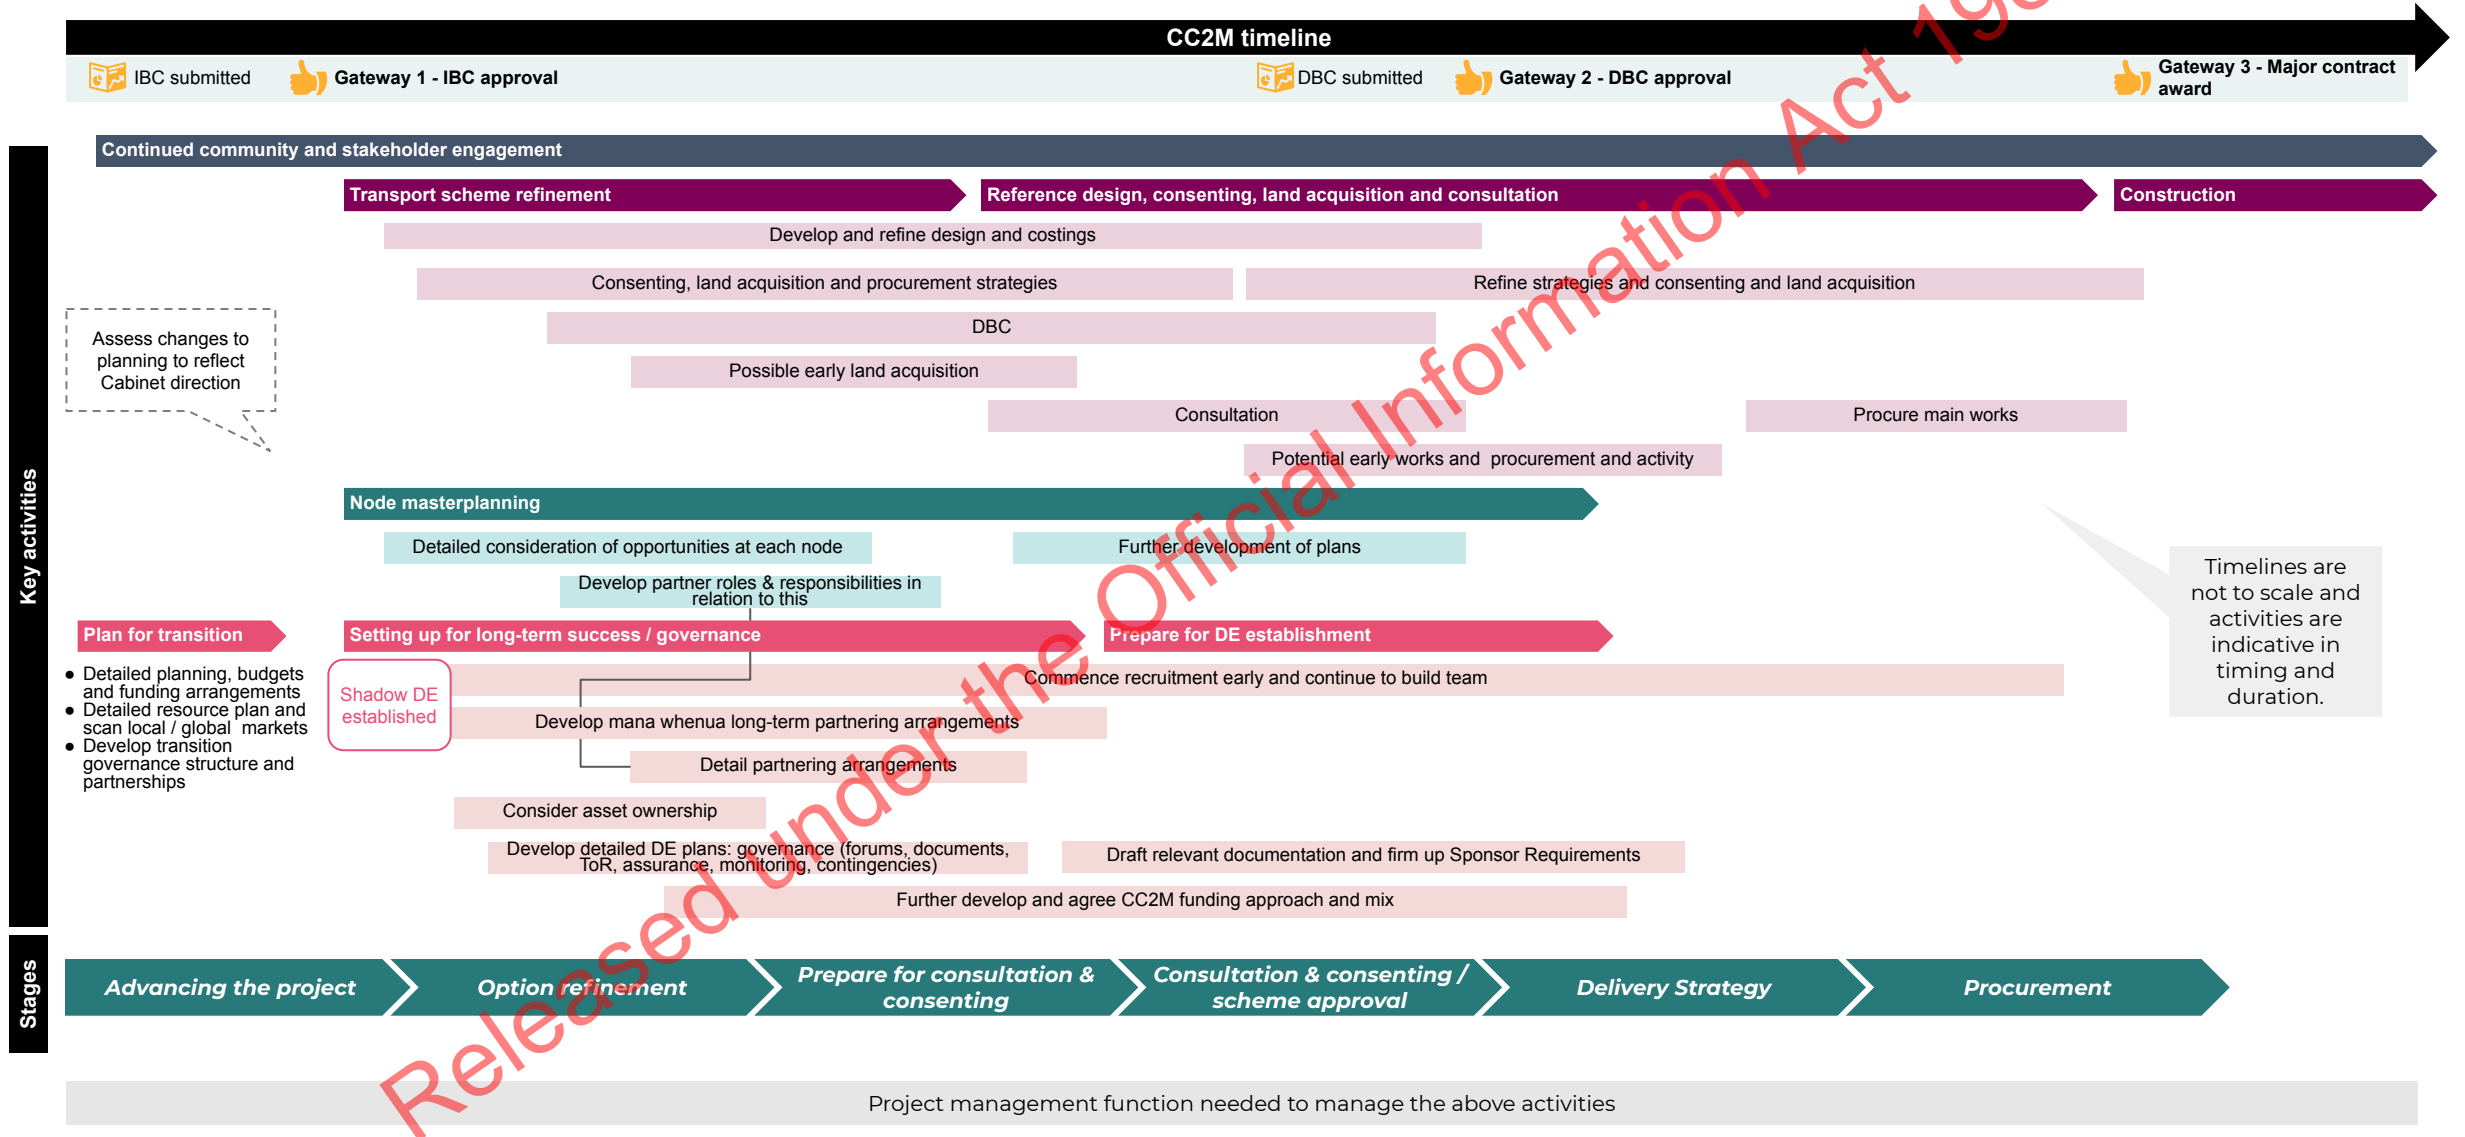 CC2M timeline
IBC submitted
Gateway 1 - IBC approval
DBC submitted
Gateway 2 - DBC approval
Gateway 3 - Major contract
award
Key activities
Continued community and stakeholder engagement
Transport scheme refinement
Reference design, consenting, land acquisition and consultation
Construction
Develop and refine design and costings
Consenting, land acquisition and procurement strategies
Refine strategies and consenting and land acquisition
Assess changes to
planning to reflect
Cabinet direction
DBC
Possible early land acquisition
Consultation
Procure main works
Potential early works and  procurement and activity
Node masterplanning
Detailed consideration of opportunities at each node
Further development of plans
Develop partner roles & responsibilities in
relation to this
Timelines are
not to scale and
activities are
indicative in
timing and
duration.
Plan for transition
● Detailed planning, budgets
and funding arrangements
● Detailed resource plan and
scan local / global  markets
● Develop transition
governance structure and
partnerships
Setting up for long-term success / governance
Prepare for DE establishment
Shadow DE
established
Commence recruitment early and continue to build team
Develop mana whenua long-term partnering arrangements
Detail partnering arrangements
Consider asset ownership
Develop detailed DE plans: governance (forums, documents,
ToR, assurance, monitoring, contingencies)
Draft relevant documentation and firm up Sponsor Requirements
Further develop and agree CC2M funding approach and mix
Stages
Advancing the project
Option refinement
Prepare for consultation &
consenting
Consultation & consenting /
scheme approval
Delivery Strategy
Procurement
Project management function needed to manage the above activities
Released under the Official Information Act